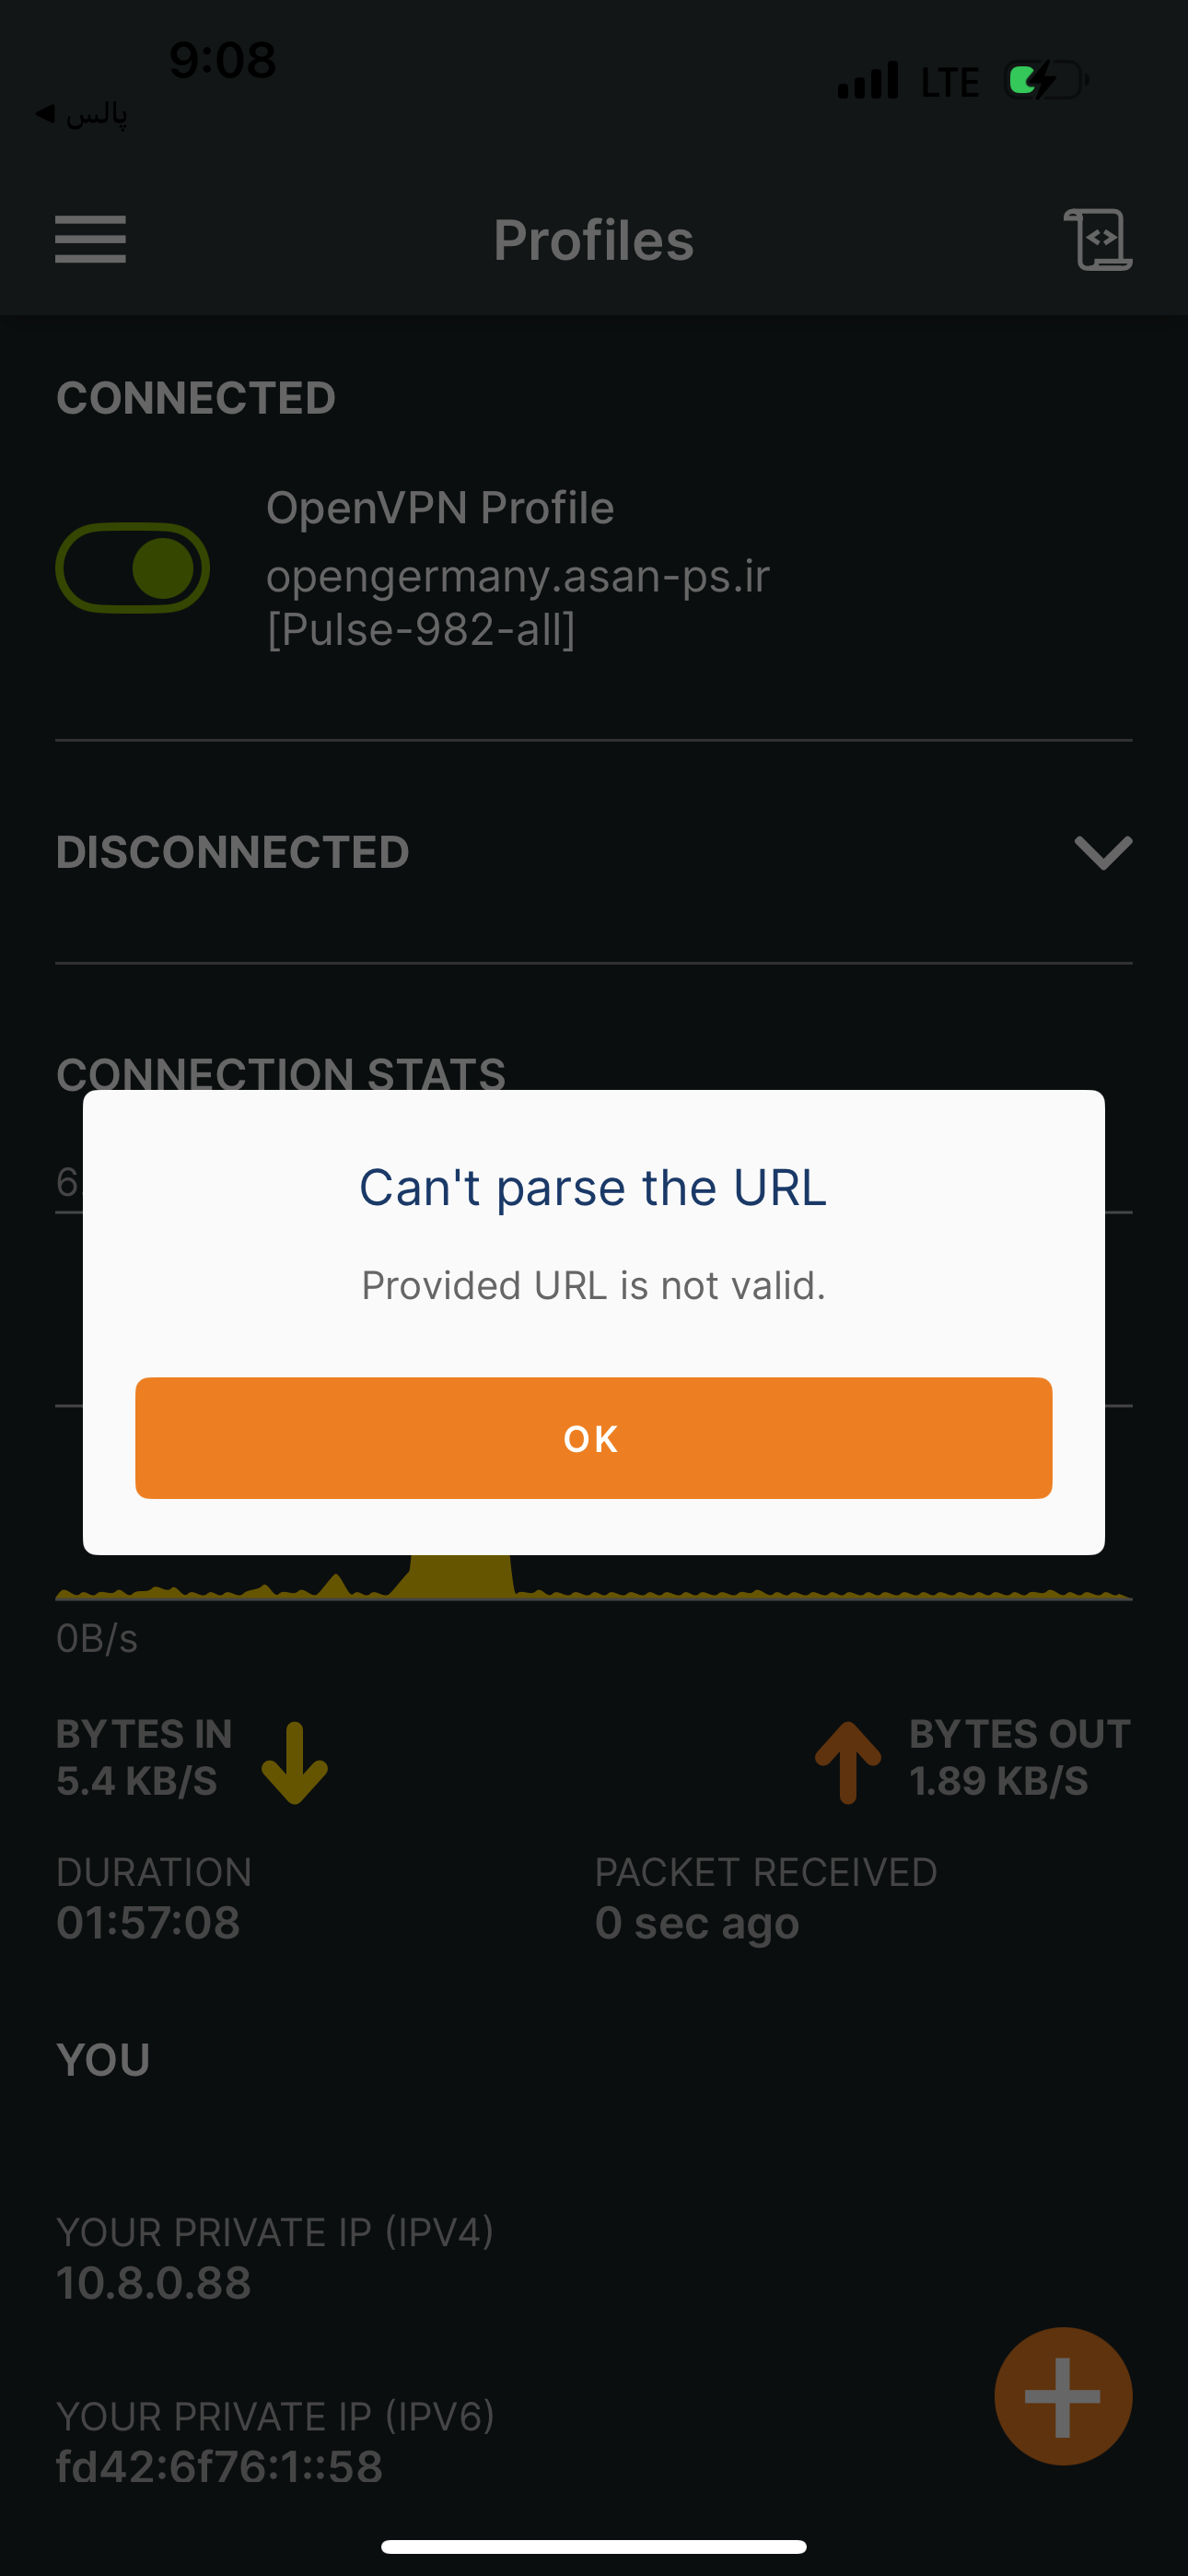 9:08
LTE
پالس ◀
Profiles
CONNECTED
OpenVPN Profile
opengermany.asan-ps.ir
[Pulse-982-all]
DISCONNECTED
CONNECTION STATS
6
Can't parse the URL
Provided URL is not valid.
OK
0B/s
BYTES IN
5.4 KB/S
BYTES OUT
1.89 KB/S
DURATION
01:57:08
PACKET RECEIVED
0 sec ago
YOU
YOUR PRIVATE IP (IPV4)
10.8.0.88
YOUR PRIVATE IP (IPV6)
fd42:6f76:1::58